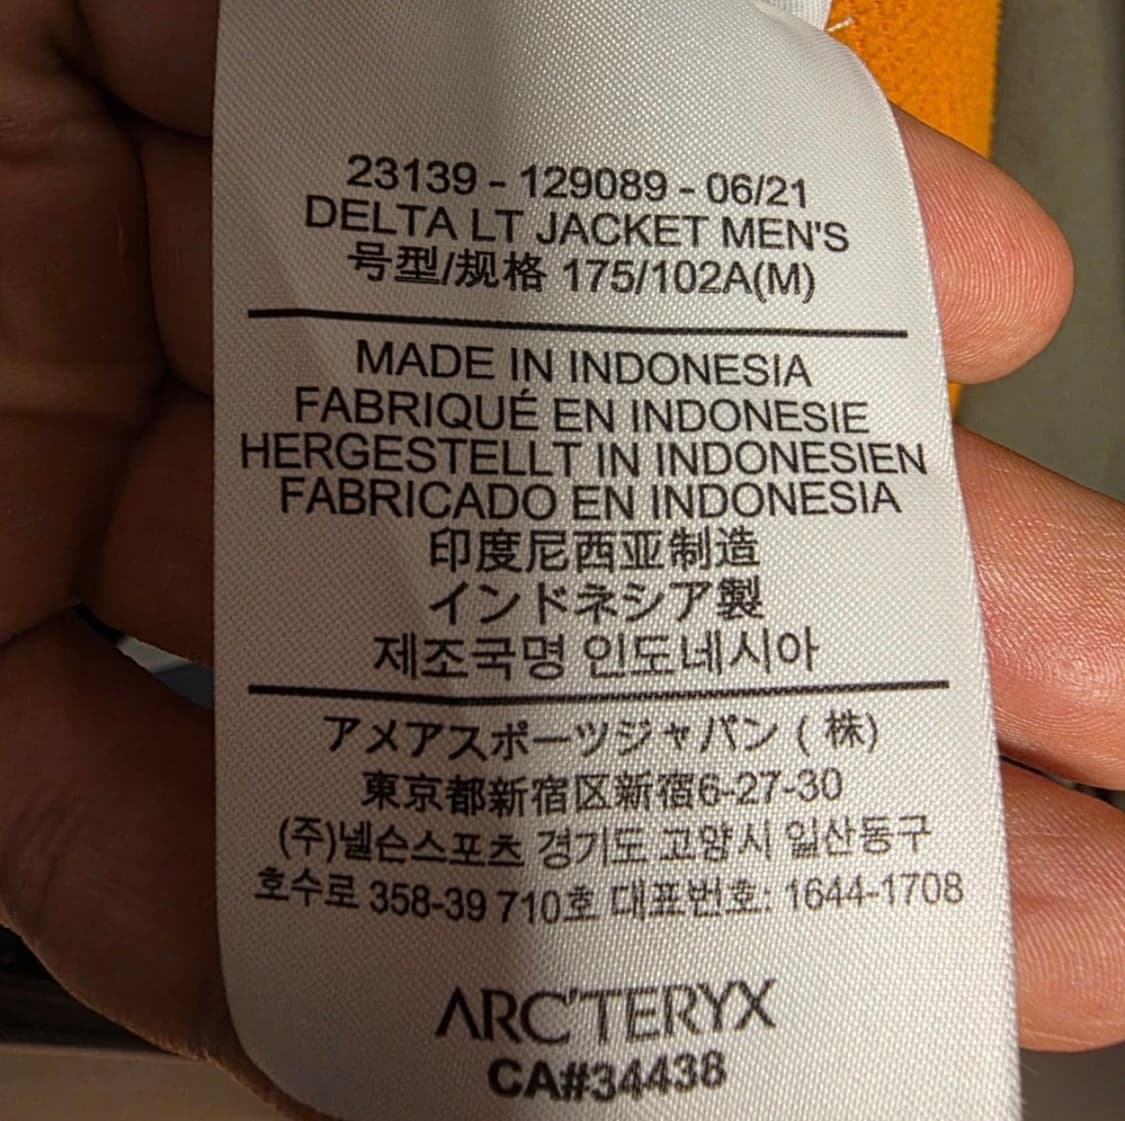 23139 - 129089 - 06/21
DELTA LT JACKET MEN'S
号型/规格 175/102A(M)
MADE IN INDONESIA
FABRIQUÉ EN INDONESIE
HERGESTELLT IN INDONESIEN
FABRICADO EN INDONESIA
印度尼西亚制造
インドネシア製
제조국명 인도네시아
アメアスポーツジャパン ( 株)
東京都新宿区新宿6-27-30
(주)넬슨스포츠 경기도 고양시 일산동구
호수로 358-39 710호 대표번호: 1644-1708
ARC'TERYX
CA#34438